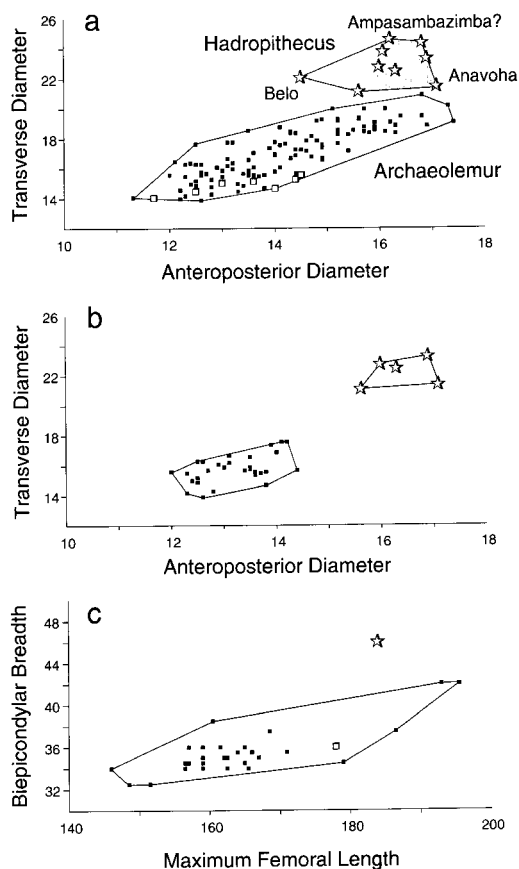 a
Transverse Diameter
26
22
18
14
Hadropithecus
Ampasambazimba?
Belo
Anavoha
Archaeolemur
10 12 14 16 18
Anteroposterior Diameter
b
Transverse Diameter
26
22
18
14
10 12 14 16 18
Anteroposterior Diameter
c
Biepicondylar Breadth
48
44
40
36
32
140 160 180 200
Maximum Femoral Length